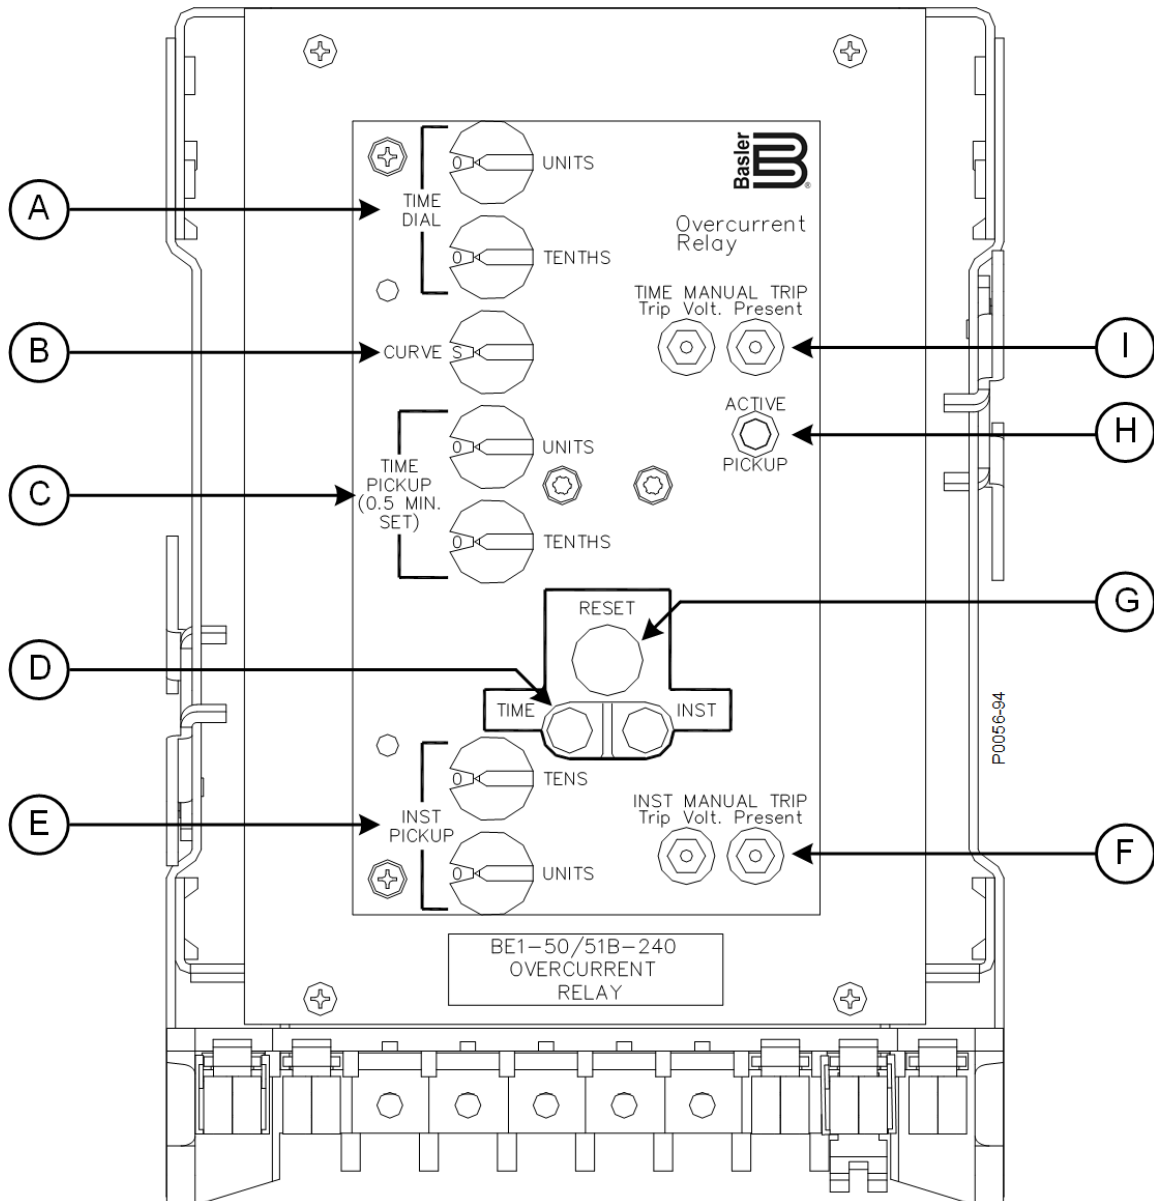 A
B
C
D
E
TIME
DIAL
0
UNITS
0
TENTHS
CURVE S
TIME
PICKUP
(0.5 MIN.
SET)
0
UNITS
0
TENTHS
Basler
B
®
Overcurrent
Relay
TIME MANUAL TRIP
Trip Volt. Present
ACTIVE
PICKUP
RESET
TIME
INST
INST
PICKUP
0
TENS
0
UNITS
INST MANUAL TRIP
Trip Volt. Present
BE1-50/51B-240
OVERCURRENT
RELAY
I
H
G
F
P0056-94